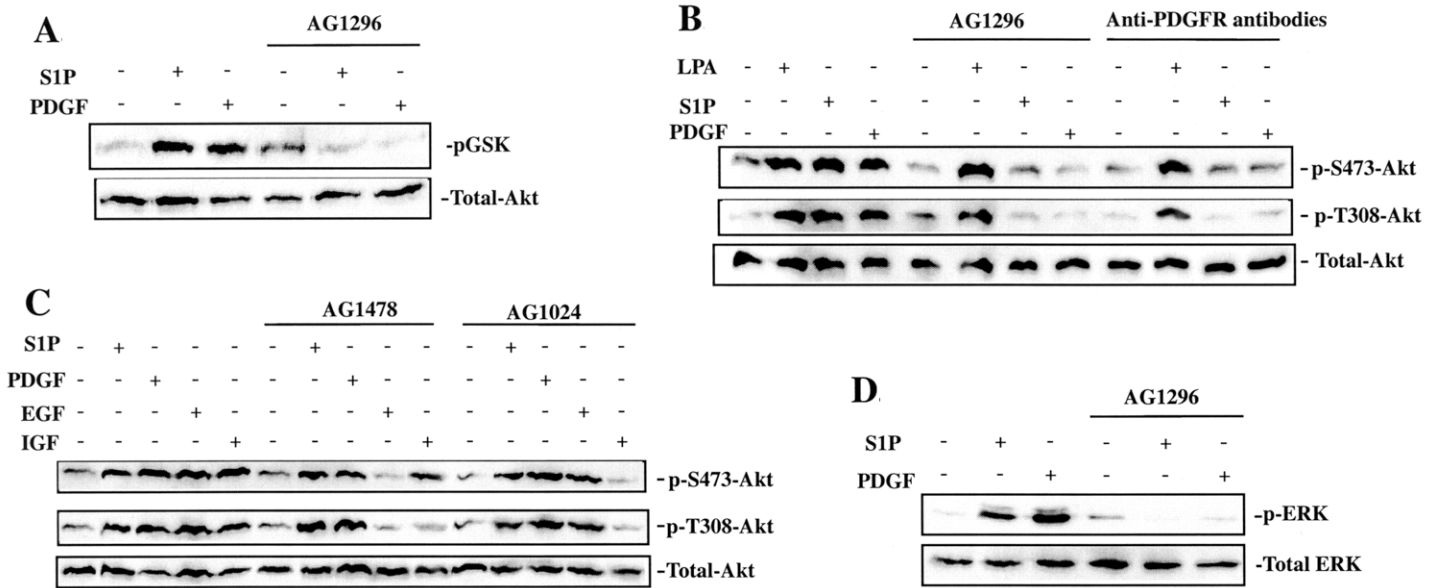 A
AG1296
S1P - + - - + -
PDGF - - + - - +
-pGSK
-Total-Akt
B
AG1296 Anti-PDGFR antibodies
LPA - + - - - + - - - + - -
S1P - - + - - - + - - - + -
PDGF - - - + - - - + - - - +
-p-S473-Akt
-p-T308-Akt
- Total-Akt
C
AG1478 AG1024
S1P - + - - - - + - - - - + - - -
PDGF - - + - - - - + - - - - + - -
EGF - - - + - - - - + - - - - + -
IGF - - - - + - - - - + - - - - +
-p-S473-Akt
-p-T308-Akt
-Total-Akt
D
AG1296
S1P - + - - + -
PDGF - - + - - +
-p-ERK
-Total ERK